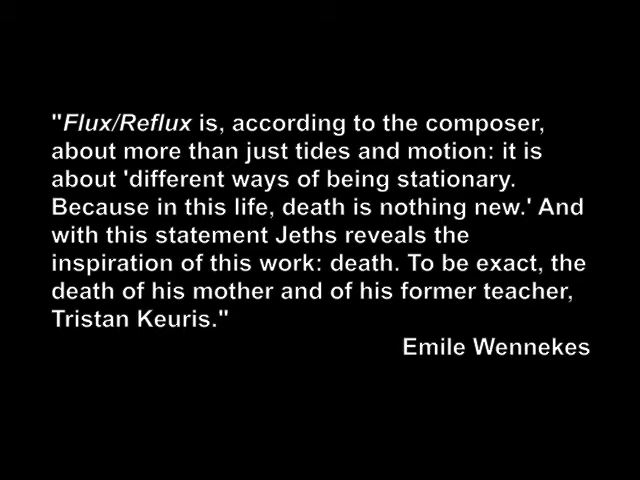 "Flux/Reflux is, according to the composer,
about more than just tides and motion: it is
about 'different ways of being stationary.
Because in this life, death is nothing new.' And
with this statement Jeths reveals the
inspiration of this work: death. To be exact, the
death of his mother and of his former teacher,
Tristan Keuris."
Emile Wennekes